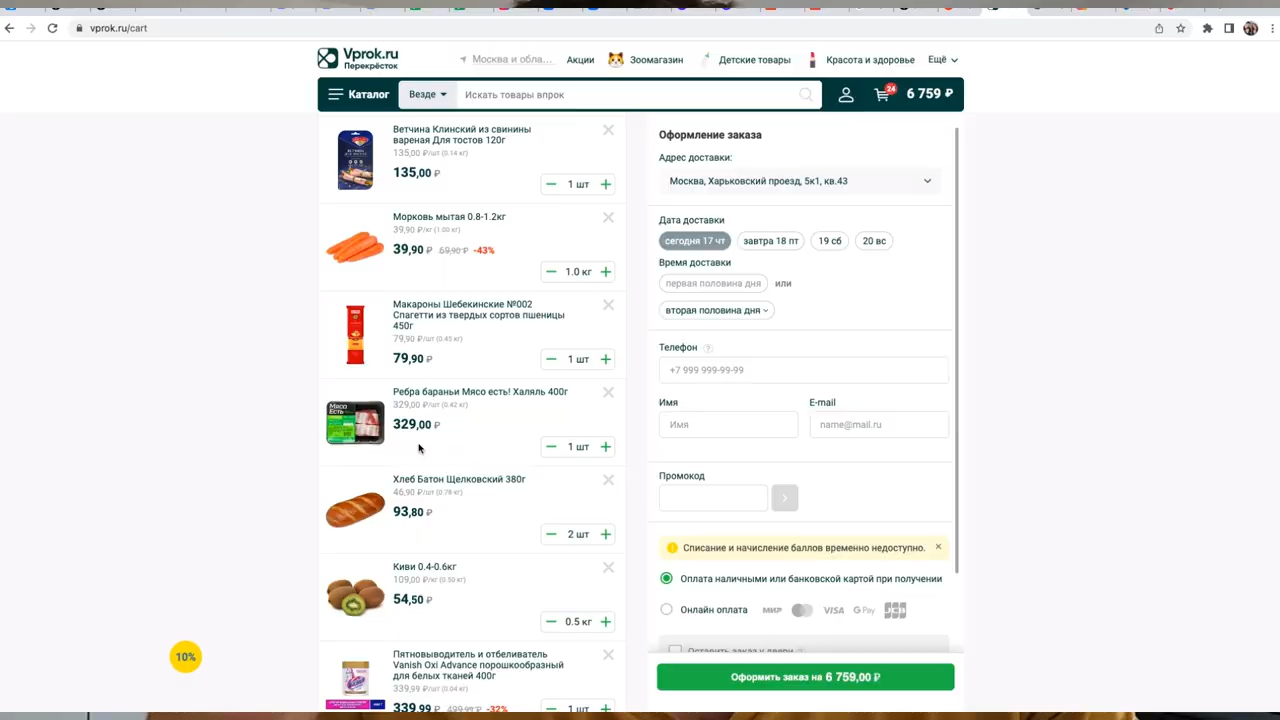 vprok.ru/cart
Vprok.ru
Перекрёсток
Москва и обла...
Акции
Зоомагазин
Детские товары
Красота и здоровье
Ещё
Каталог
Везде
Искать товары впрок
24
6 759 ₽
Ветчина Клинский из свинины
вареная Для тостов 120г
135,00 ₽/шт (0.14 кг)
135,00 ₽
1 шт
Морковь мытая 0.8-1.2кг
39,90 ₽/кг (1.00 кг)
39,90 ₽ 69,90 ₽ -43%
1.0 кг
Макароны Шебекинские №002
Спагетти из твердых сортов пшеницы
450г
79,90 ₽/шт (0.45 кг)
79,90 ₽
1 шт
Ребра бараньи Мясо есть! Халяль 400г
329,00 ₽/шт (0.42 кг)
329,00 ₽
1 шт
Хлеб Батон Щелковский 380г
46,90 ₽/шт (0.78 кг)
93,80 ₽
2 шт
Киви 0.4-0.6кг
109,00 ₽/кг (0.50 кг)
54,50 ₽
0.5 кг
Пятновыводитель и отбеливатель
Vanish Oxi Advance порошкообразный
для белых тканей 400г
339,99 ₽/шт (0.04 кг)
339,99 ₽ 499,99 ₽ -32%
1 шт
10%
Оформление заказа
Адрес доставки:
Москва, Харьковский проезд, 5к1, кв.43
Дата доставки
сегодня 17 чт
завтра 18 пт
19 сб
20 вс
Время доставки
первая половина дня
или
вторая половина дня
Телефон
+7 999 999-99-99
Имя
E-mail
Имя
name@mail.ru
Промокод
Списание и начисление баллов временно недоступно.
Оплата наличными или банковской картой при получении
Онлайн оплата
МИР
VISA
G Pay
JCB
Оставить заказ у двери
Оформить заказ на 6 759,00 ₽